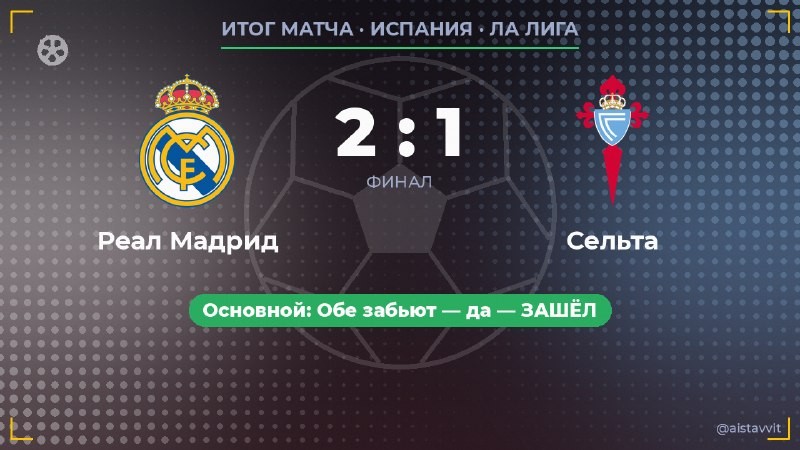 ИТОГ МАТЧА · ИСПАНИЯ · ЛА ЛИГА
2 : 1
ФИНАЛ
Реал Мадрид
Сельта
Основной: Обе забьют — да — ЗАШЁЛ
@aistavvit